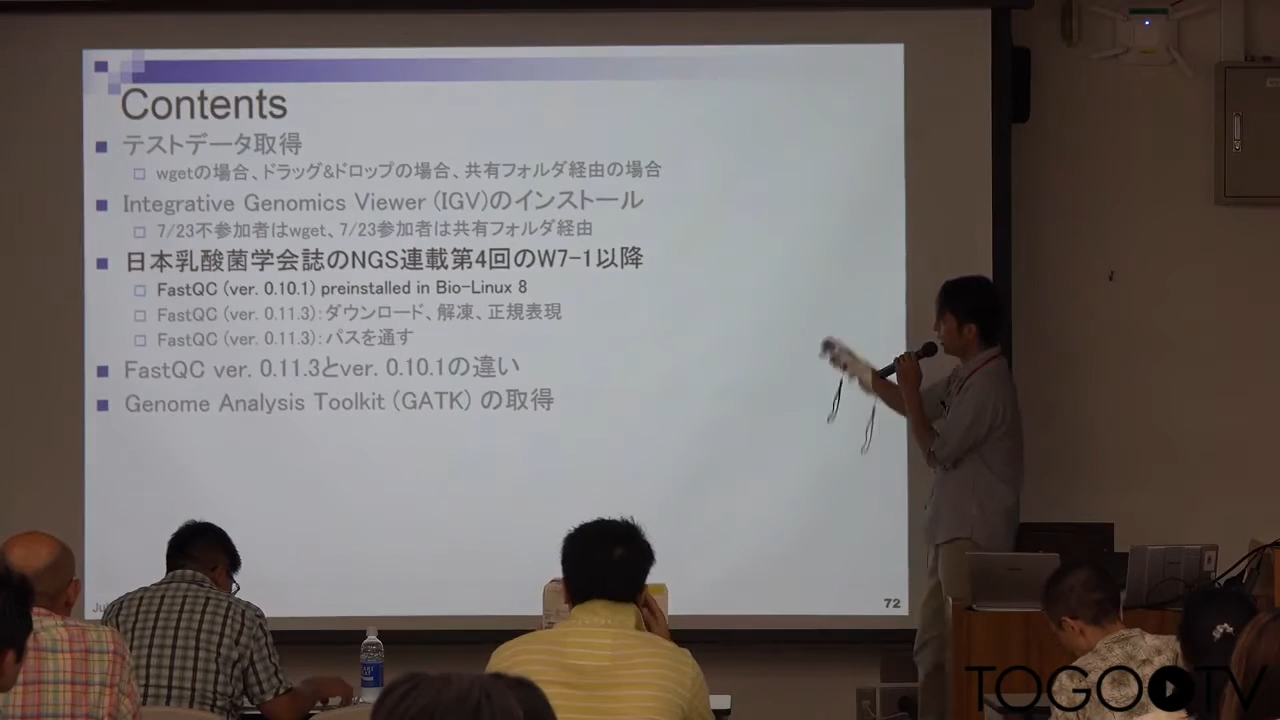 Contents
テストデータ取得
wgetの場合、ドラッグ&ドロップの場合、共有フォルダ経由の場合
Integrative Genomics Viewer (IGV)のインストール
7/23不参加者はwget、7/23参加者は共有フォルダ経由
日本乳酸菌学会誌のNGS連載第4回のW7-1以降
FastQC (ver. 0.10.1) preinstalled in Bio-Linux 8
FastQC (ver. 0.11.3):ダウンロード、解凍、正規表現
FastQC (ver. 0.11.3):パスを通す
FastQC ver. 0.11.3とver. 0.10.1の違い
Genome Analysis Toolkit (GATK) の取得
72
TOGO TV